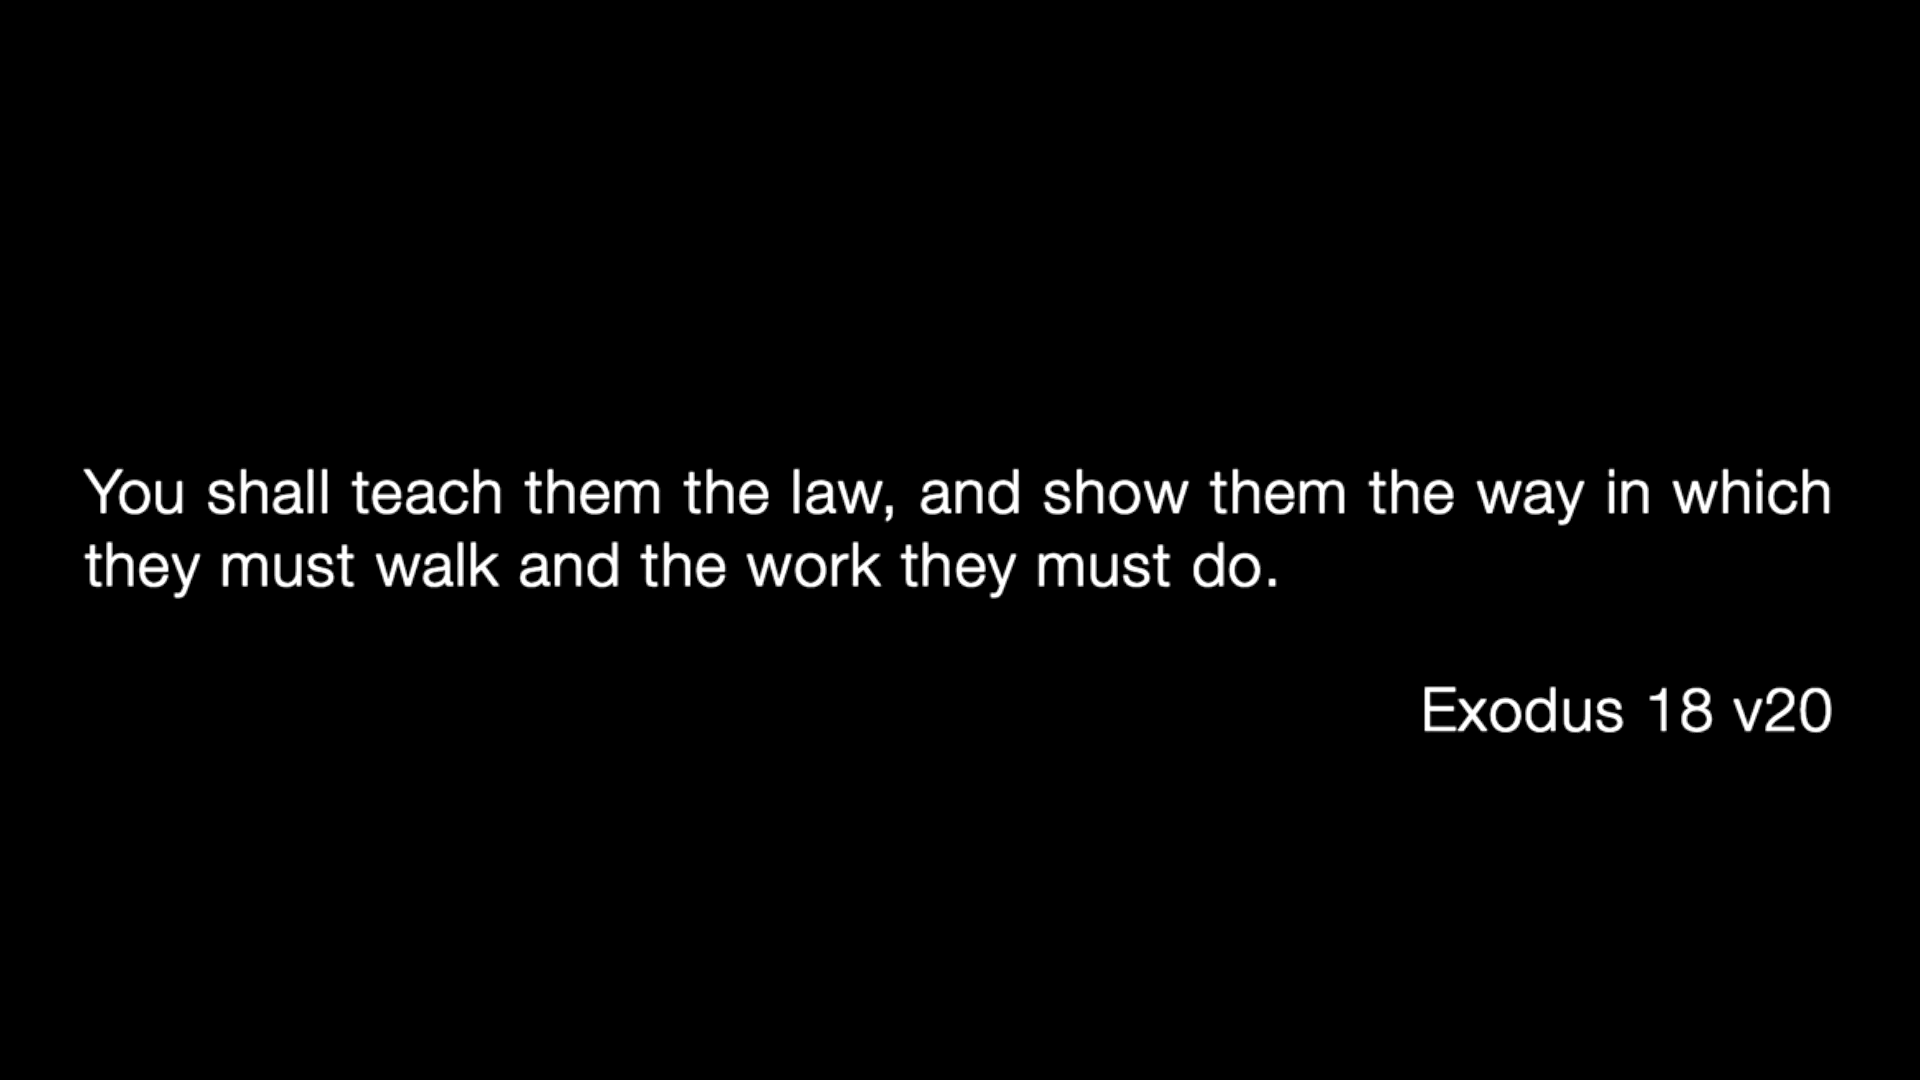 You shall teach them the law, and show them the way in which
they must walk and the work they must do.
Exodus 18 v20